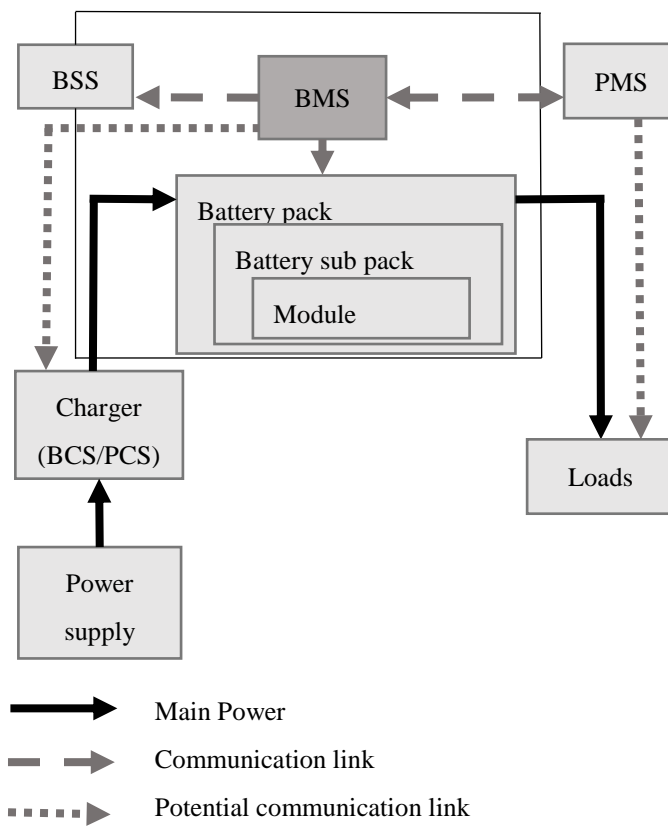 BSS
BMS
PMS
Battery pack
Battery sub pack
Module
Charger
(BCS/PCS)
Loads
Power
supply
Main Power
Communication link
Potential communication link